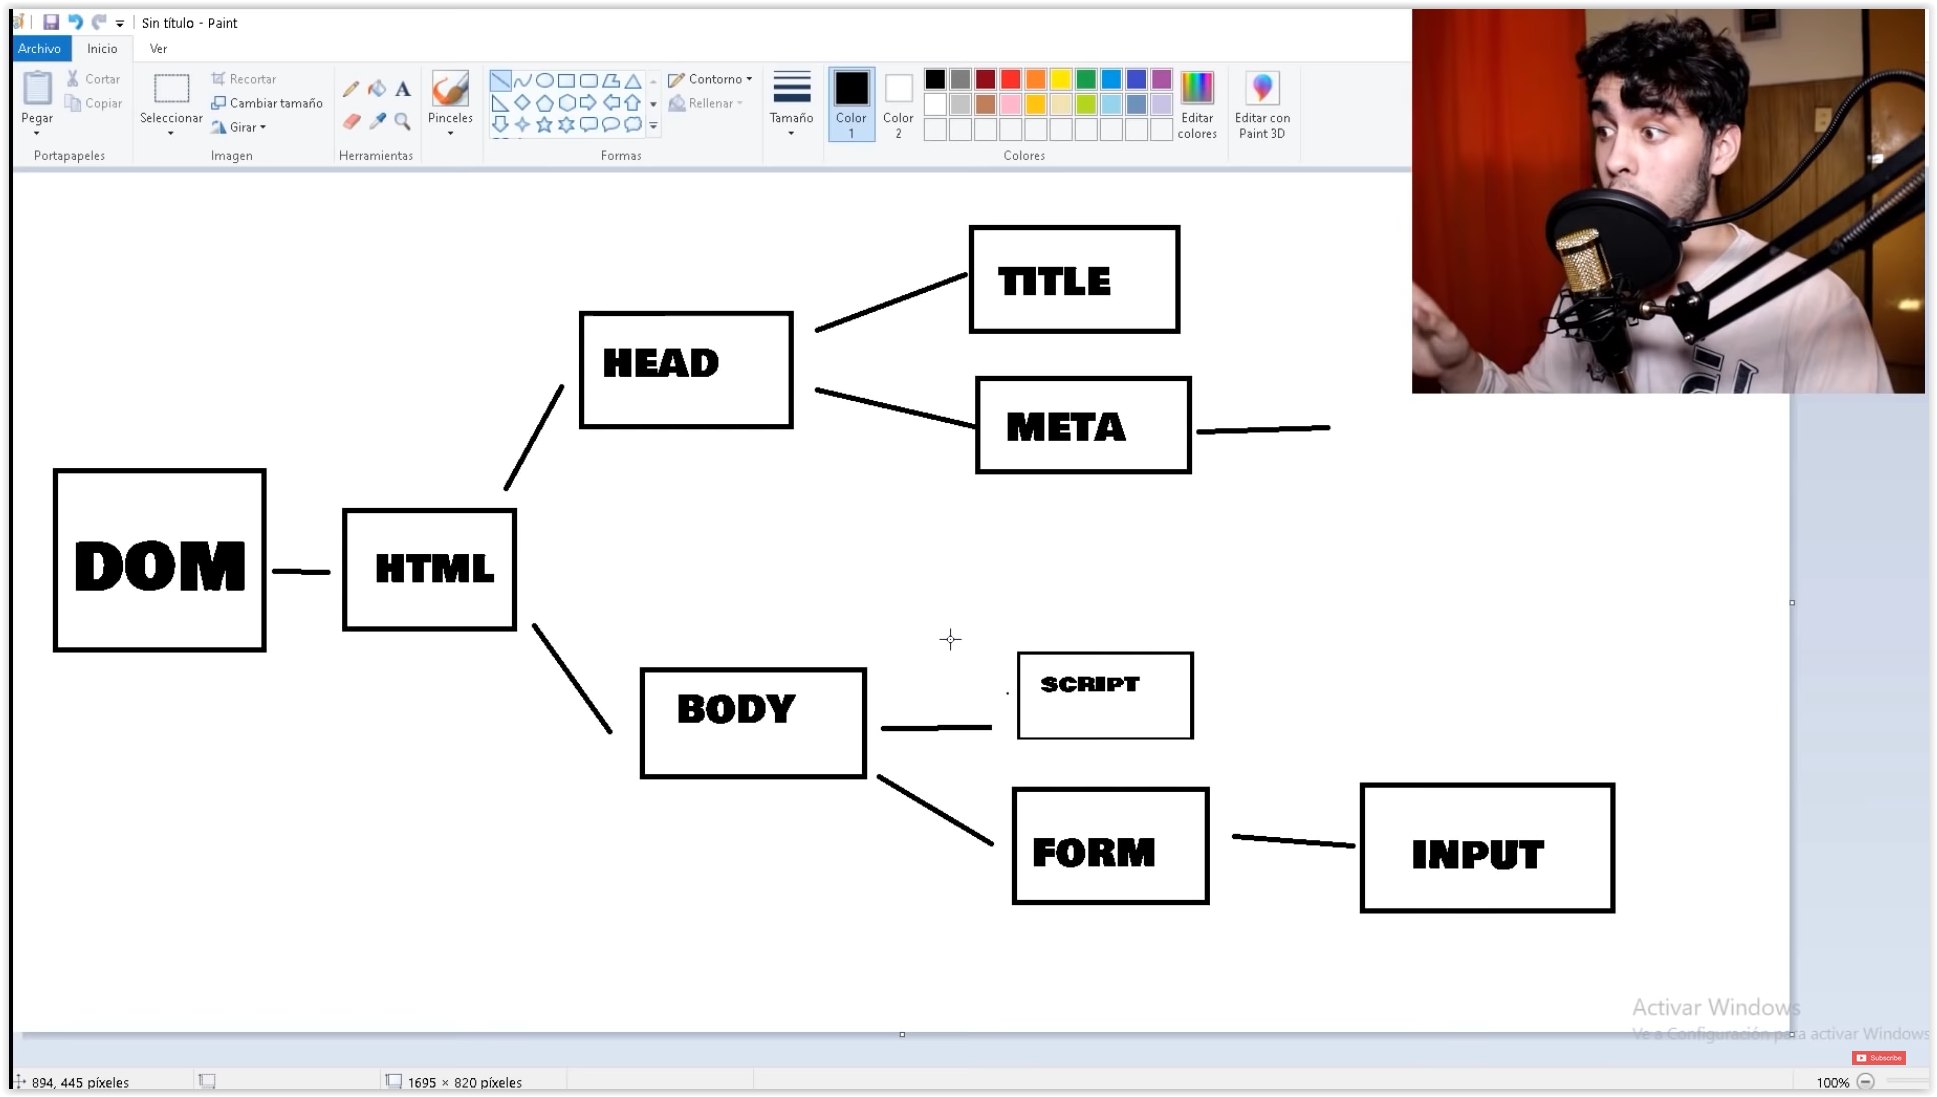 Sin título - Paint
Archivo Inicio Ver
Pegar
Cortar
Copiar
Portapapeles
Seleccionar
Recortar
Cambiar tamaño
Girar
Imagen
A
Herramientas
Pinceles
Contorno
Rellenar
Formas
Tamaño
Color
1
Color
2
Editar
colores
Colores
Editar con
Paint 3D
TITLE
HEAD
META
DOM
HTML
BODY
SCRIPT
FORM
INPUT
Activar Windows
Ve a Configuración para activar Windows
Subscribe
894, 445 píxeles
1695 × 820 píxeles
100%